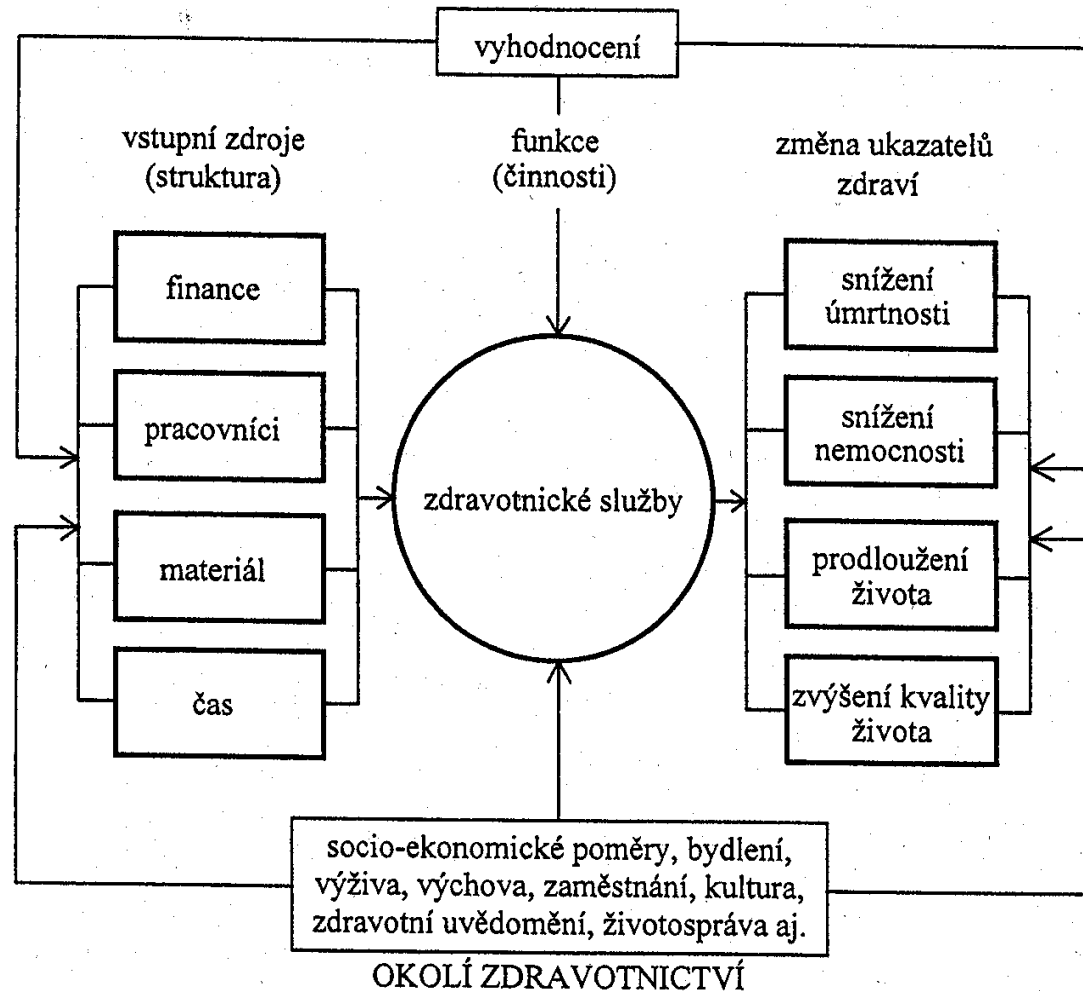 vyhodnocení
vstupní zdroje
(struktura)
funkce
(činnosti)
změna ukazatelů
zdraví
finance
pracovníci
materiál
čas
zdravotnické služby
snížení
úmrtnosti
snížení
nemocnosti
prodloužení
života
zvýšení kvality
života
socio-ekonomické poměry, bydlení,
výživa, výchova, zaměstnání, kultura,
zdravotní uvědomění, životospráva aj.
OKOLÍ ZDRAVOTNICTVÍ